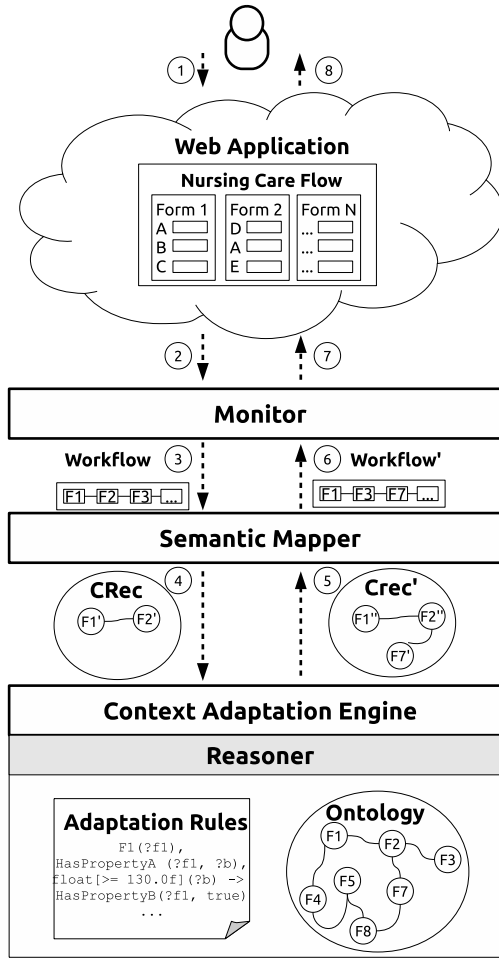 1
8
Web Application
Nursing Care Flow
Form 1 Form 2 Form N
A D ...
B A ...
C E ...
2
7
Monitor
Workflow 3 6 Workflow'
F1 F2 F3 ... F1 F3 F7 ...
Semantic Mapper
CRec 4 5 Crec'
F1' F2' F1'' F2''
F7'
Context Adaptation Engine
Reasoner
Adaptation Rules
F1(?f1),
HasPropertyA (?f1, ?b),
float[>= 130.0f](?b) ->
HasPropertyB(?f1, true)
...
Ontology
F1
F2
F3
F5
F4
F7
F8